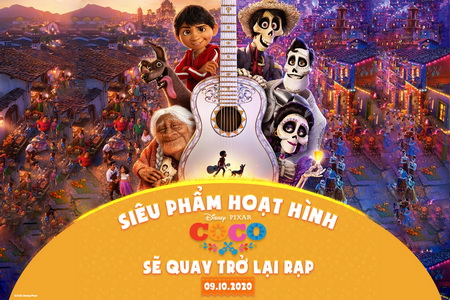 SIÊU PHẨM HOẠT HÌNH
Disney PIXAR
COCO
SẼ QUAY TRỞ LẠI RẠP
09.10.2020